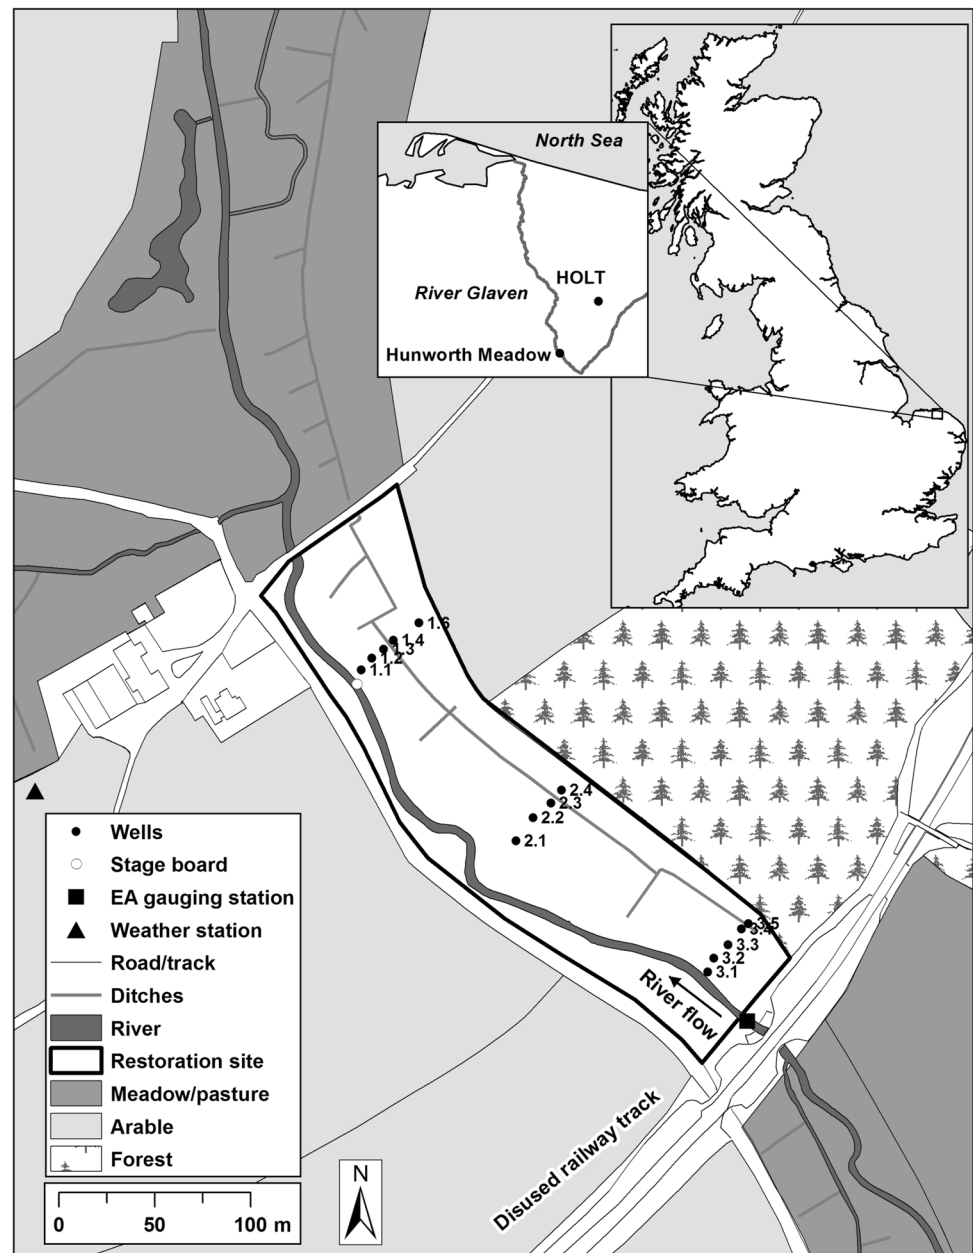 North Sea
HOLT
River Glaven
Hunworth Meadow
1.6
1.4
1.3
1.2
1.1
2.4
2.3
2.2
2.1
3.5
3.4
3.3
3.2
3.1
River flow
Disused railway track
Wells
Stage board
EA gauging station
Weather station
Road/track
Ditches
River
Restoration site
Meadow/pasture
Arable
Forest
N
0 50 100 m